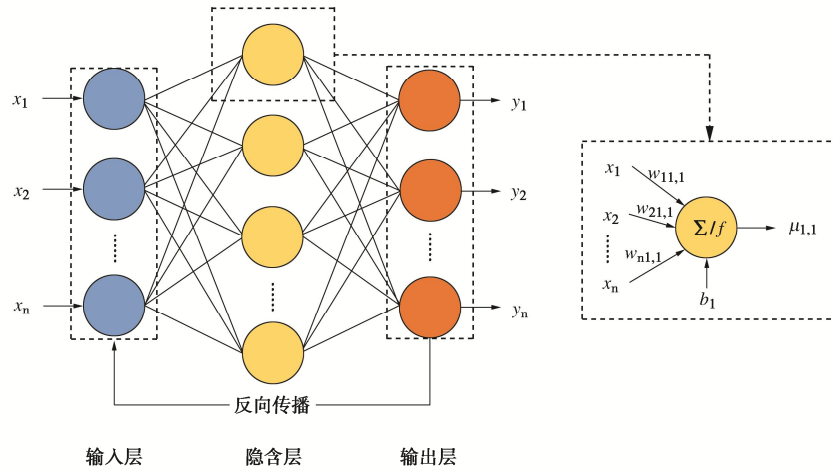 x1
x2
xn
y1
y2
yn
x1
w11,1
x2
w21,1
xn
wn1,1
Σ/f
μ1,1
b1
反向传播
输入层
隐含层
输出层